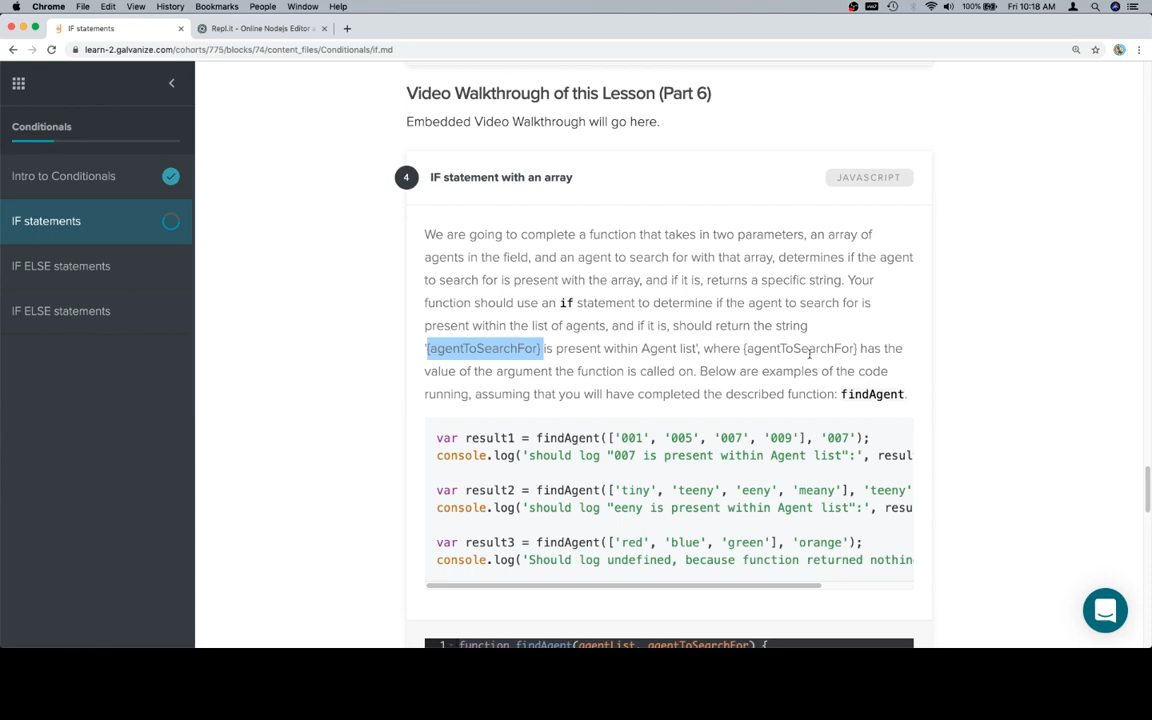 Chrome File Edit View History Bookmarks People Window Help 100% Fri 10:18 AM
IF statements Repl.it - Online Nodejs Editor
learn-2.galvanize.com/cohorts/775/blocks/74/content_files/Conditionals/if.md
Conditionals
Intro to Conditionals
IF statements
IF ELSE statements
IF ELSE statements
Video Walkthrough of this Lesson (Part 6)
Embedded Video Walkthrough will go here.
4 IF statement with an array JAVASCRIPT
We are going to complete a function that takes in two parameters, an array of
agents in the field, and an agent to search for with that array, determines if the agent
to search for is present with the array, and if it is, returns a specific string. Your
function should use an if statement to determine if the agent to search for is
present within the list of agents, and if it is, should return the string
'{agentToSearchFor} is present within Agent list', where {agentToSearchFor} has the
value of the argument the function is called on. Below are examples of the code
running, assuming that you will have completed the described function: findAgent.
var result1 = findAgent(['001', '005', '007', '009'], '007');
console.log('should log "007 is present within Agent list":', resul
var result2 = findAgent(['tiny', 'teeny', 'eeny', 'meany'], 'teeny'
console.log('should log "eeny is present within Agent list":', resu
var result3 = findAgent(['red', 'blue', 'green'], 'orange');
console.log('Should log undefined, because function returned nothin
1 function findAgent(agentList, agentToSearchFor) {